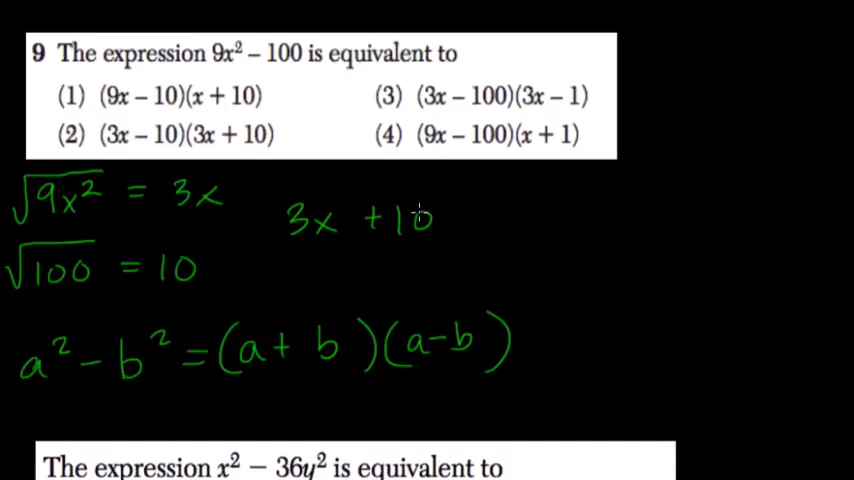 9 The expression 9x² – 100 is equivalent to
(1) (9x – 10)(x + 10) (3) (3x – 100)(3x – 1)
(2) (3x – 10)(3x + 10) (4) (9x – 100)(x + 1)
√9x² = 3x
3x + 10
√100 = 10
a² - b² = (a + b)(a - b)
The expression x² – 36y² is equivalent to